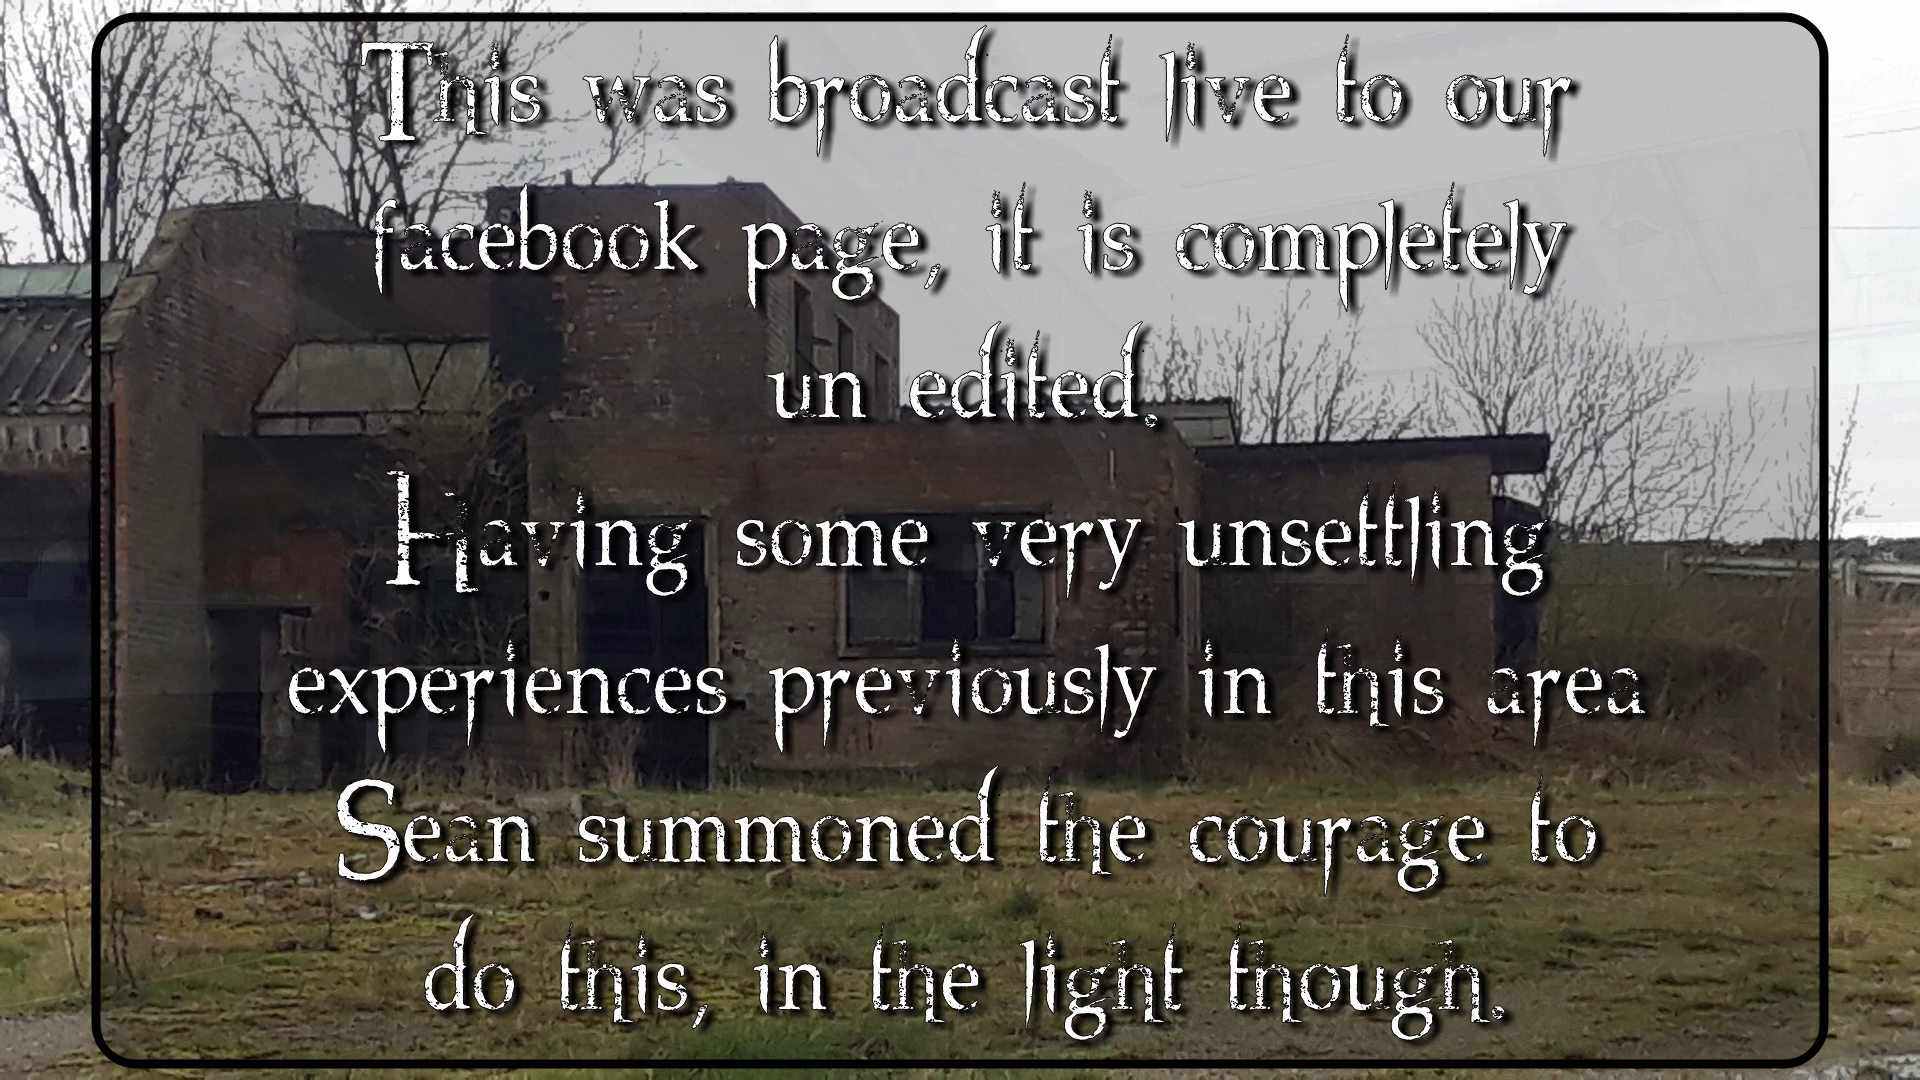 This was broadcast live to our
facebook page, it is completely
un edited.
Having some very unsettling
experiences previously in this area
Sean summoned the courage to
do this, in the light though.